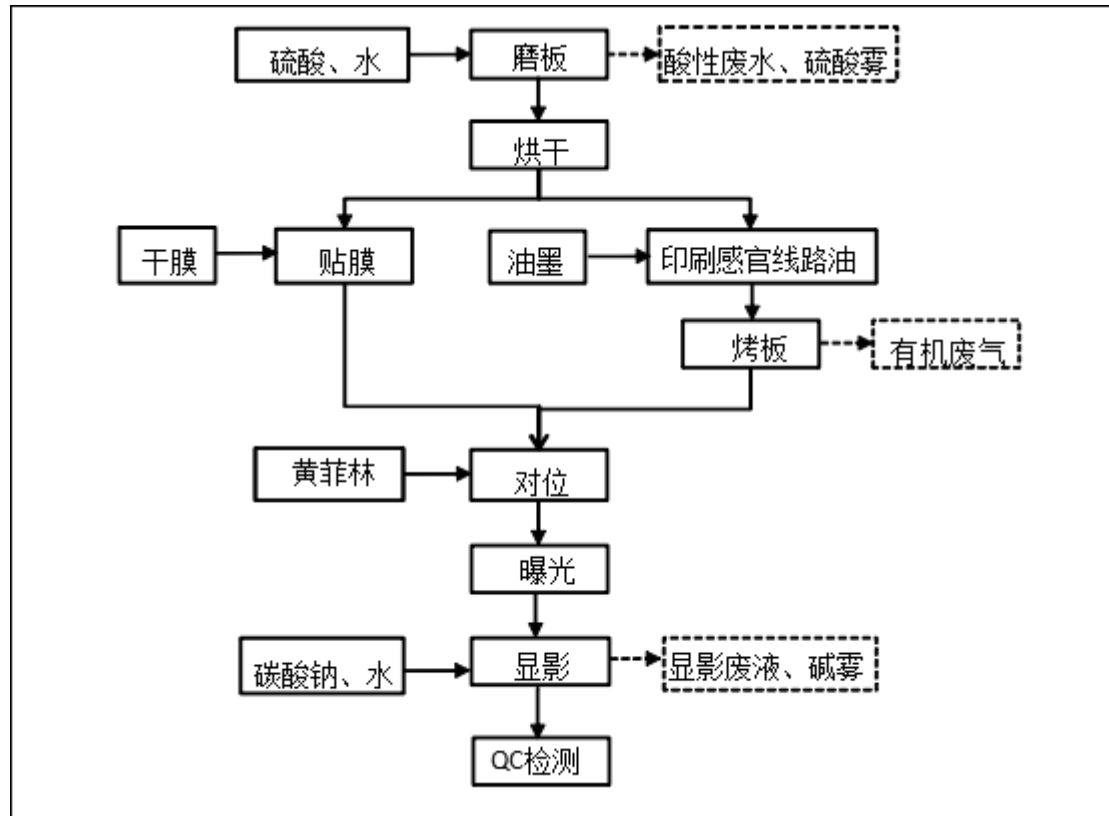 硫酸、水
磨板
酸性废水、硫酸雾
烘干
干膜
贴膜
油墨
印刷感官线路油
烤板
有机废气
黄菲林
对位
曝光
碳酸钠、水
显影
显影废液、碱雾
QC检测